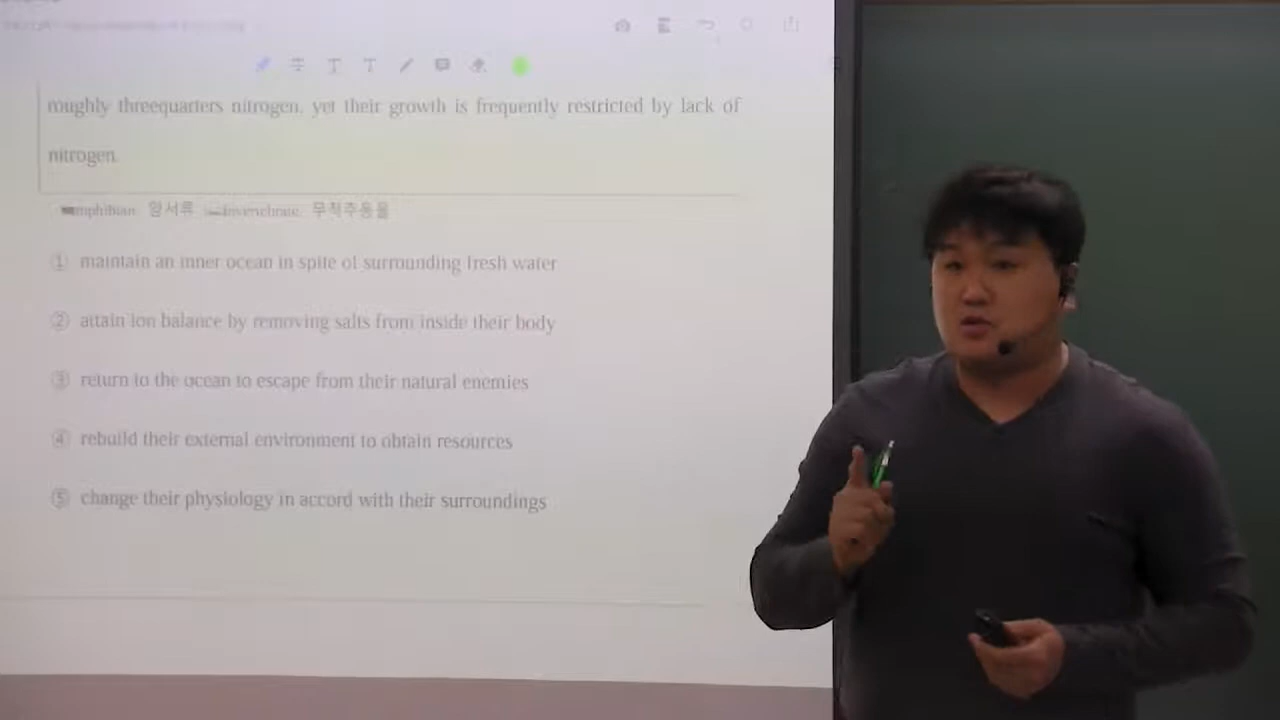 roughly threequarters nitrogen, yet their growth is frequently restricted by lack of
nitrogen.
amphibian: 양서류 invertebrate: 무척추동물
① maintain an inner ocean in spite of surrounding fresh water
② attain ion balance by removing salts from inside their body
③ return to the ocean to escape from their natural enemies
④ rebuild their external environment to obtain resources
⑤ change their physiology in accord with their surroundings